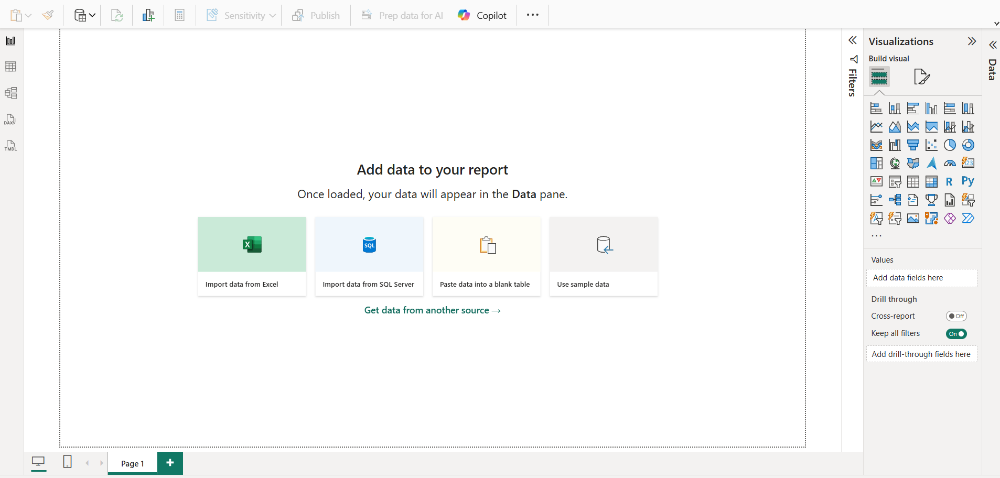 Sensitivity
Publish
Prep data for AI
Copilot
DAX
TMDL
Add data to your report
Once loaded, your data will appear in the Data pane.
X
SQL
Import data from Excel
Import data from SQL Server
Paste data into a blank table
Use sample data
Get data from another source →
Page 1
Filters
Visualizations
Build visual
123
R
Py
A
...
Values
Add data fields here
Drill through
Cross-report
Off
Keep all filters
On
Add drill-through fields here
Data